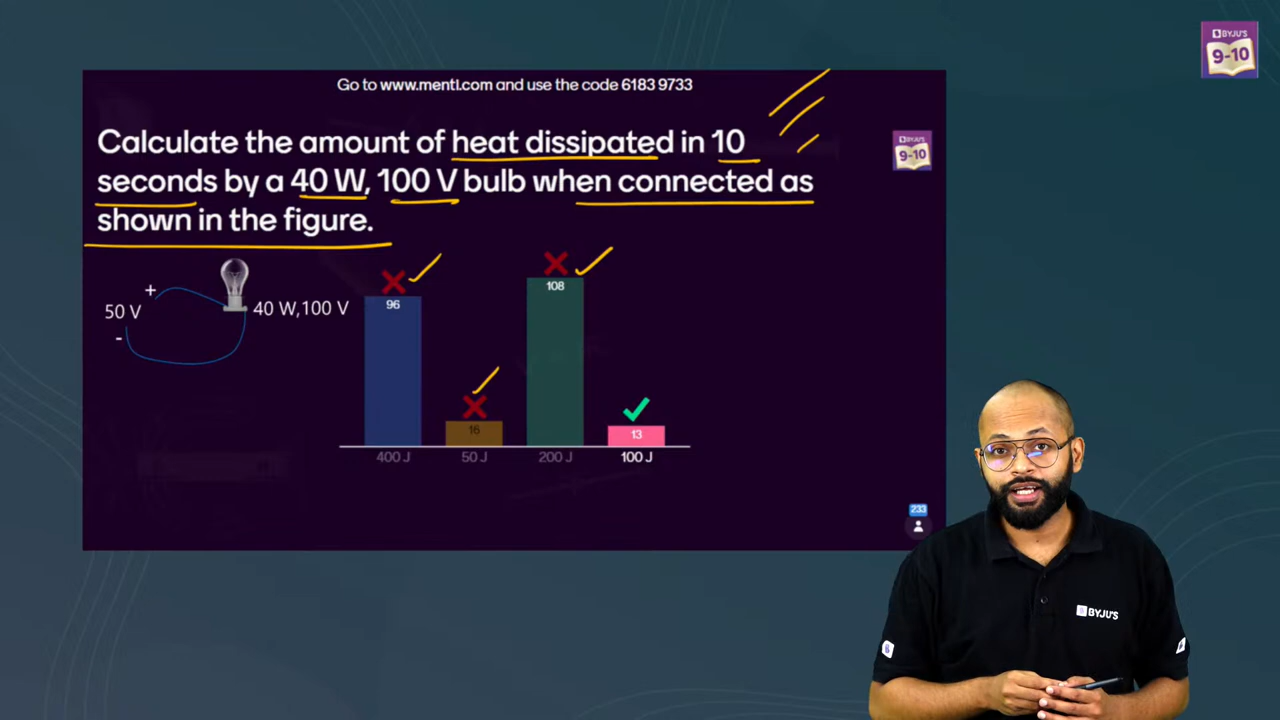 BYJU'S
9-10
Go to www.menti.com and use the code 6183 9733
BYJU'S
9-10
Calculate the amount of heat dissipated in 10
seconds by a 40 W, 100 V bulb when connected as
shown in the figure.
+
50 V
-
40 W,100 V
96
16
108
13
400 J
50 J
200 J
100 J
233
BYJU'S